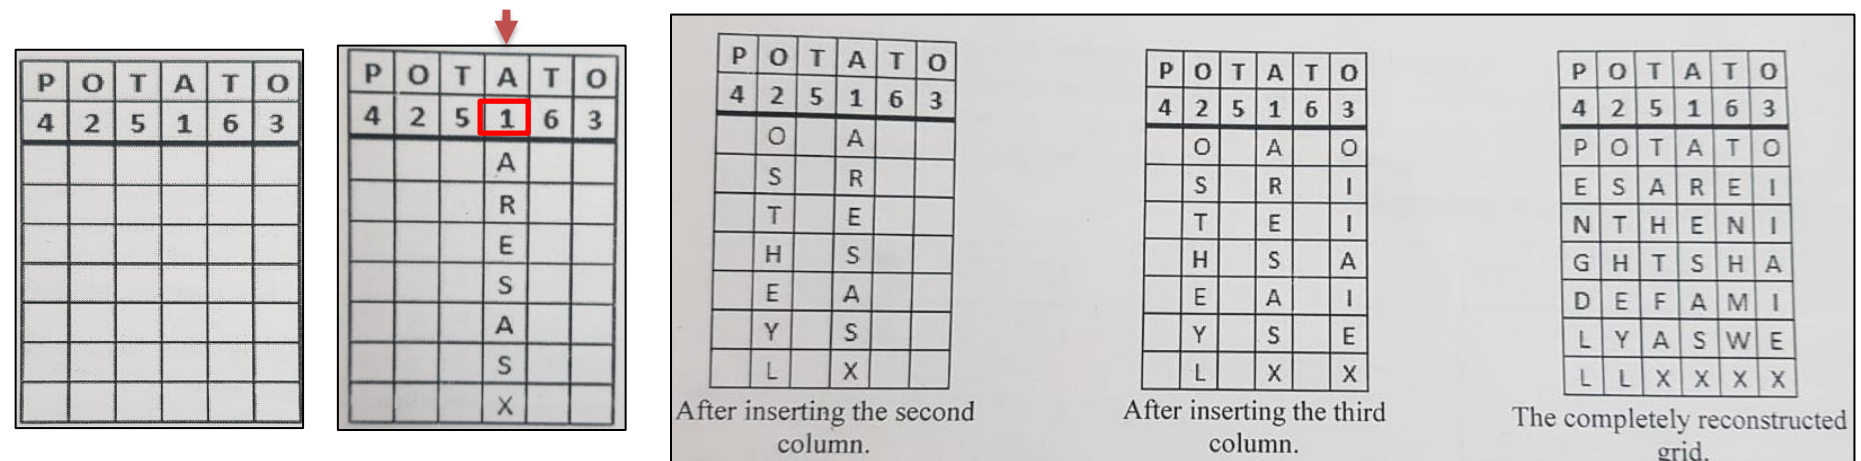 P O T A T O
4 2 5 1 6 3
P O T A T O
4 2 5 1 6 3
A
R
E
S
A
S
X
P O T A T O
4 2 5 1 6 3
O A
S R
T E
H S
E A
Y S
L X
After inserting the second
column.
P O T A T O
4 2 5 1 6 3
O A O
S R I
T E I
H S A
E A I
Y S E
L X X
After inserting the third
column.
P O T A T O
4 2 5 1 6 3
P O T A T O
E S A R E I
N T H E N I
G H T S H A
D E F A M I
L Y A S W E
L L X X X X
The completely reconstructed
grid.